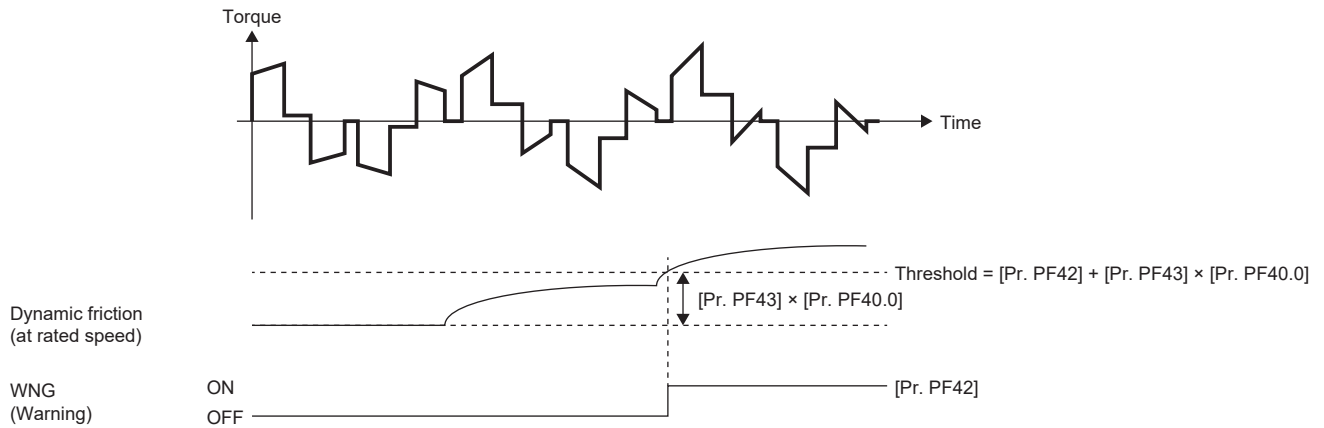 Torque
Time
Threshold = [Pr. PF42] + [Pr. PF43] × [Pr. PF40.0]
[Pr. PF43] × [Pr. PF40.0]
Dynamic friction
(at rated speed)
WNG
(Warning)
ON
OFF
[Pr. PF42]